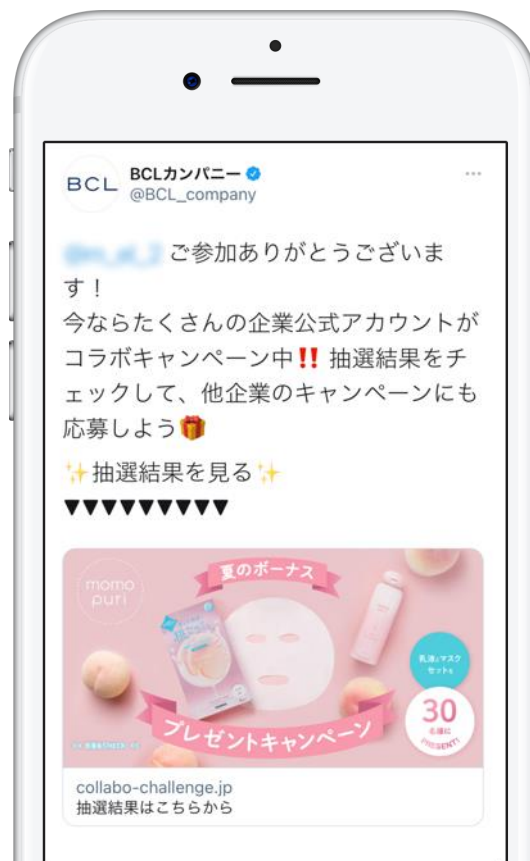 BCL
BCLカンパニー
@BCL_company
ご参加ありがとうございま
す！
今ならたくさんの企業公式アカウントが
コラボキャンペーン中‼️ 抽選結果をチ
ェックして、他企業のキャンペーンにも
応募しよう🎁
✨抽選結果を見る✨
▼▼▼▼▼▼▼▼▼
momo
puri
夏のボーナス
乳液とマスク
セットを
30
名様に
PRESENT!
プレゼントキャンペーン
collabo-challenge.jp
抽選結果はこちらから